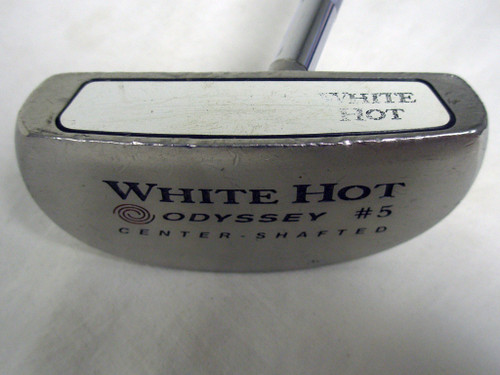 WHITE
HOT
WHITE HOT
ODYSSEY #5
CENTER-SHAFTED